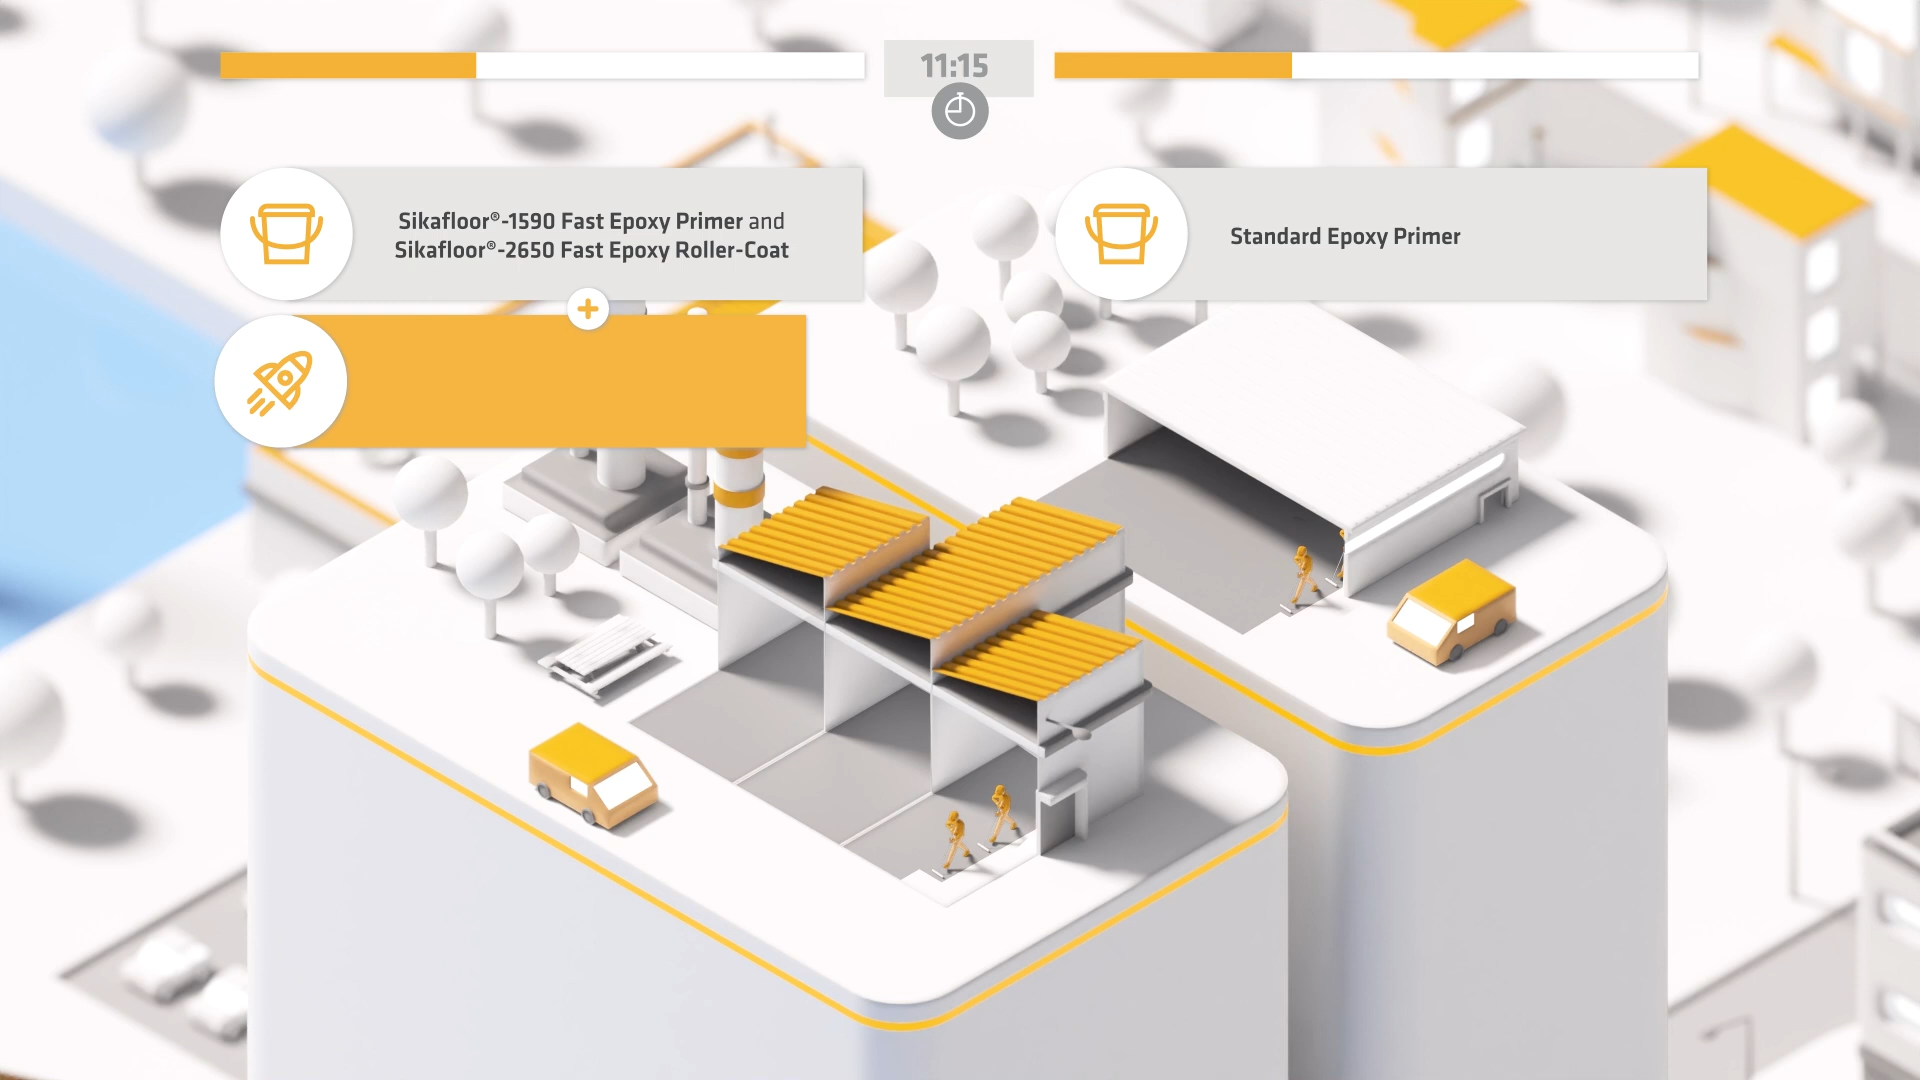 11:15
Sikafloor®-1590 Fast Epoxy Primer and
Sikafloor®-2650 Fast Epoxy Roller-Coat
Standard Epoxy Primer